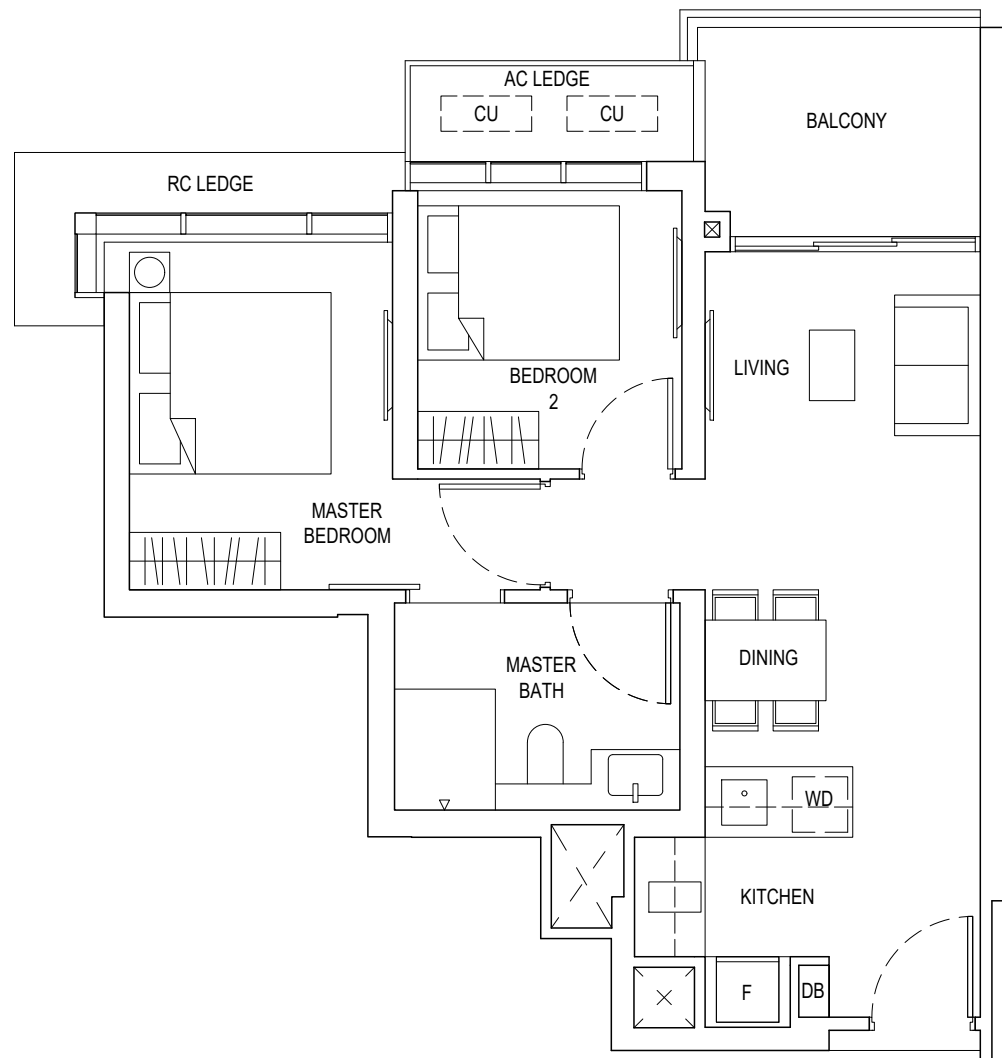 AC LEDGE
CU
CU
BALCONY
RC LEDGE
BEDROOM
2
LIVING
MASTER
BEDROOM
MASTER
BATH
DINING
WD
KITCHEN
F
DB